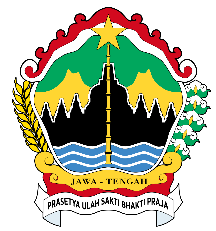 JAWA - TENGAH
PRASETYA ULAH SAKTI BHAKTI PRAJA